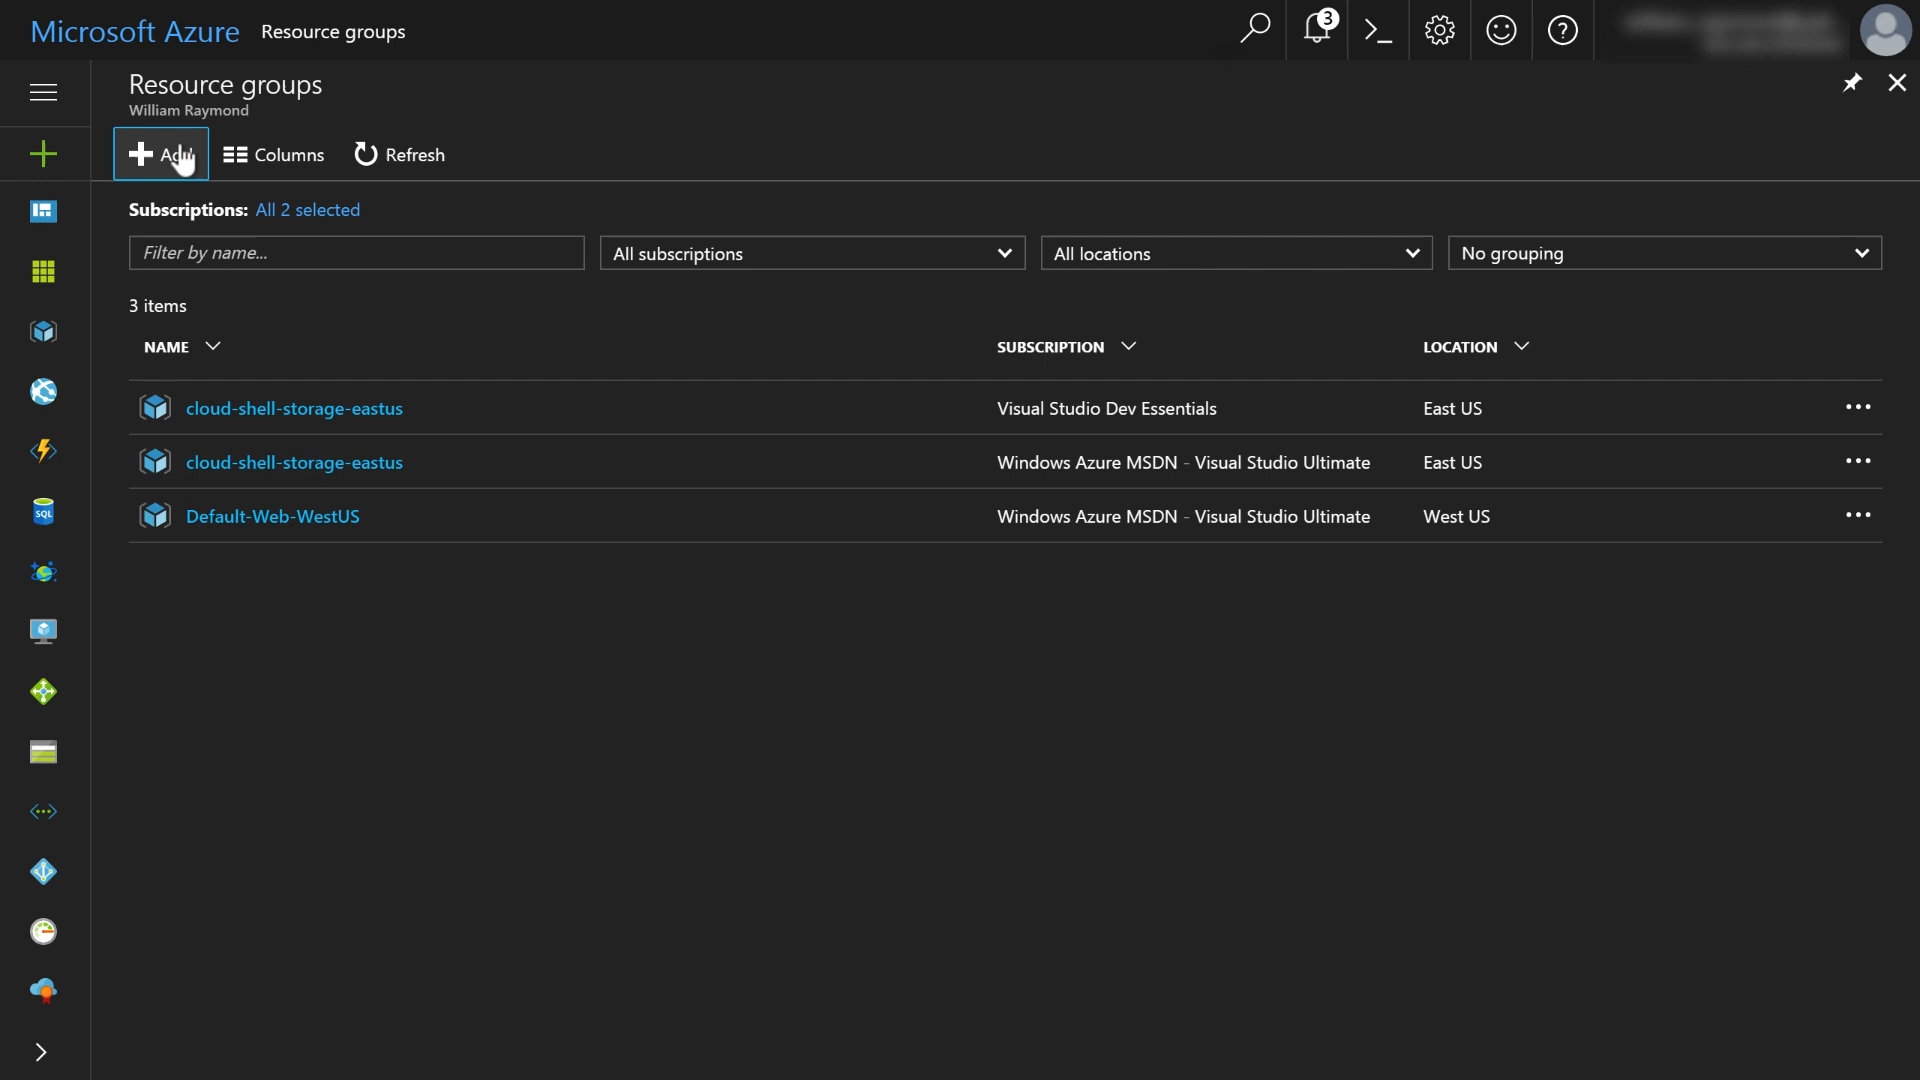 Microsoft Azure Resource groups
3
Resource groups
William Raymond
Add Columns Refresh
Subscriptions: All 2 selected
Filter by name... All subscriptions All locations No grouping
3 items
NAME SUBSCRIPTION LOCATION
cloud-shell-storage-eastus Visual Studio Dev Essentials East US
cloud-shell-storage-eastus Windows Azure MSDN - Visual Studio Ultimate East US
SQL
Default-Web-WestUS Windows Azure MSDN - Visual Studio Ultimate West US